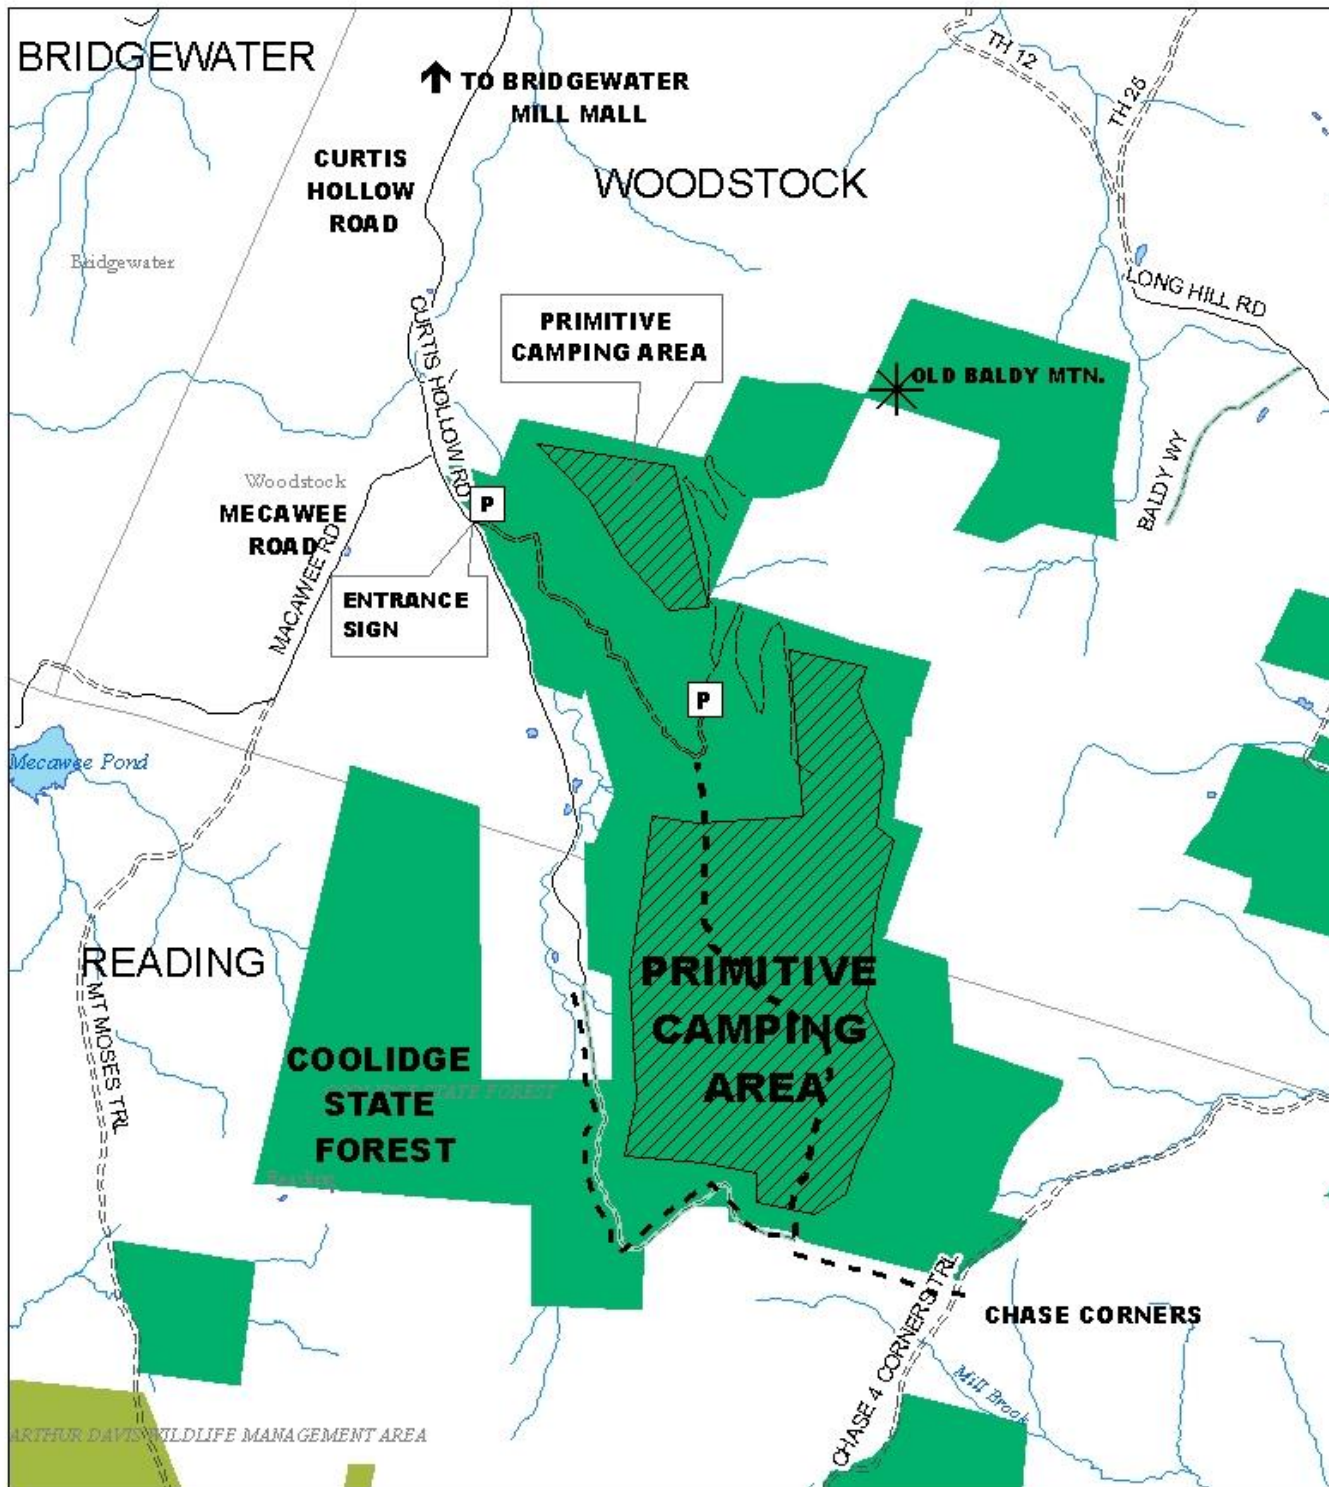 BRIDGEWATER
TO BRIDGEWATER
MILL MALL
TH 12
TH 25
CURTIS
HOLLOW
ROAD
WOODSTOCK
Bridgewater
LONG HILL RD
CURTIS HOLLOW RD
PRIMITIVE
CAMPING AREA
OLD BALDY MTN.
BALDY WY
Woodstock
MECAWEE
ROAD
P
MACAWEE RD
ENTRANCE
SIGN
P
Mecawee Pond
READING
MT MOSES TRL
PRIMITIVE
CAMPING
AREA
COOLIDGE
STATE
FOREST
STATE FOREST
Reading
CHASE 4 CORNERS TRL
CHASE CORNERS
Mill Brook
ARTHUR DAVIS WILDLIFE MANAGEMENT AREA